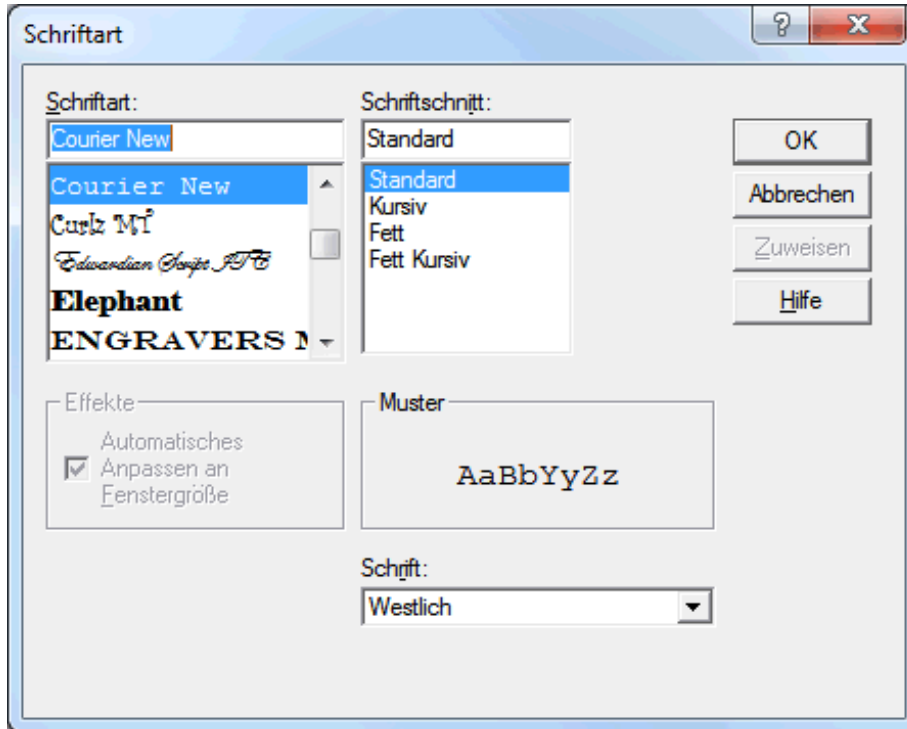 Schriftart
Schriftart:
Courier New
Courier New
Curlz MT
Edwardian Script ITC
Elephant
ENGRAVERS M
Schriftschnitt:
Standard
Standard
Kursiv
Fett
Fett Kursiv
OK
Abbrechen
Zuweisen
Hilfe
Effekte
Automatisches
Anpassen an
Fenstergröße
Muster
AaBbYyZz
Schrift:
Westlich